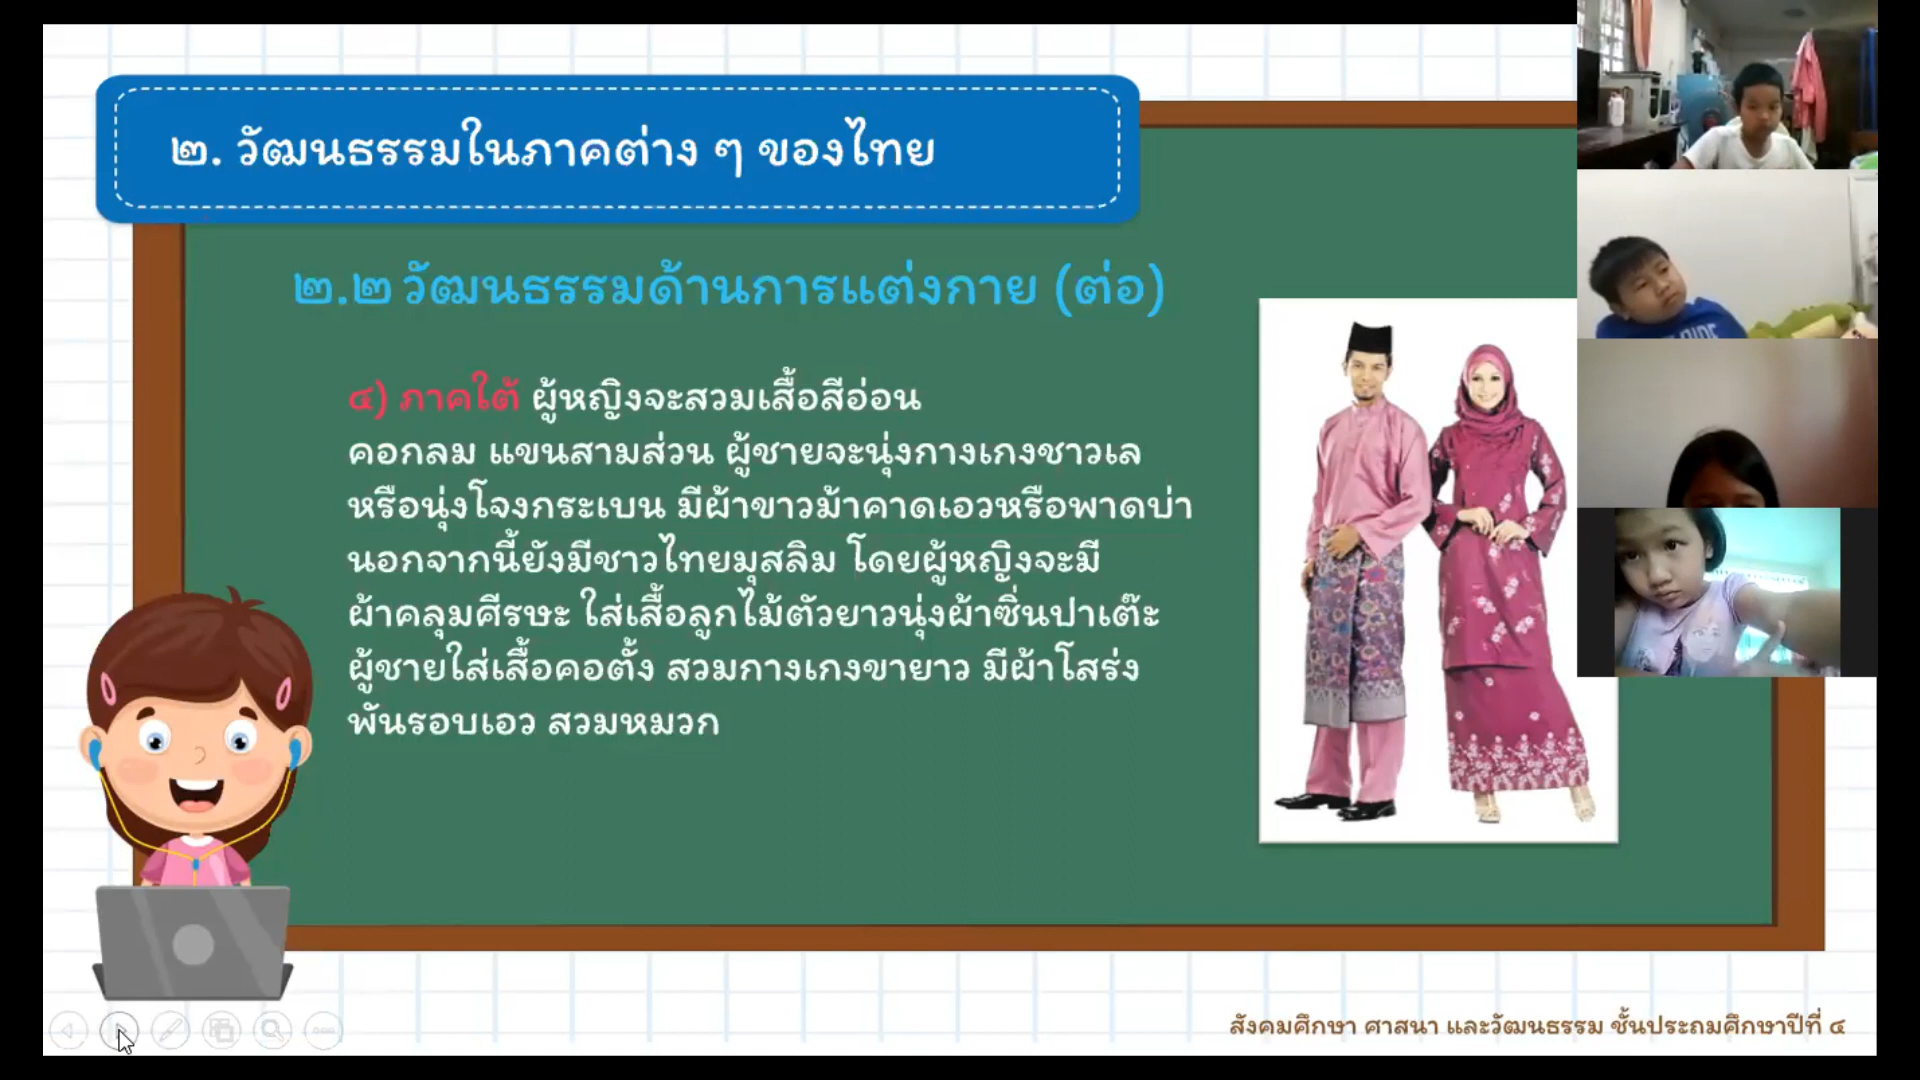 ๒. วัฒนธรรมในภาคต่าง ๆ ของไทย
๒.๒ วัฒนธรรมด้านการแต่งกาย (ต่อ)
๔) ภาคใต้ ผู้หญิงจะสวมเสื้อสีอ่อน
คอกลม แขนสามส่วน ผู้ชายจะนุ่งกางเกงชาวเล
หรือนุ่งโจงกระเบน มีผ้าขาวม้าคาดเอวหรือพาดบ่า
นอกจากนี้ยังมีชาวไทยมุสลิม โดยผู้หญิงจะมี
ผ้าคลุมศีรษะ ใส่เสื้อลูกไม้ตัวยาวนุ่งผ้าซิ่นปาเต๊ะ
ผู้ชายใส่เสื้อคอตั้ง สวมกางเกงขายาว มีผ้าโสร่ง
พันรอบเอว สวมหมวก
สังคมศึกษา ศาสนา และวัฒนธรรม ชั้นประถมศึกษาปีที่ ๔